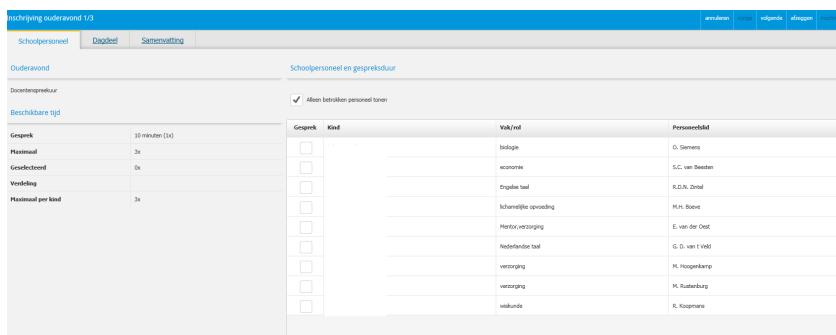 Inschrijving ouderavond 1/3
annuleren vorige volgende afzeggen
Schoolpersoneel Dagdeel Samenvatting
Ouderavond
Docentenspreekuur
Beschikbare tijd
Gesprek 10 minuten (1x)
Maximaal 3x
Geselecteerd 0x
Verdeling
Maximaal per kind 3x
Schoolpersoneel en gespreksduur
Alleen betrokken personeel tonen
Gesprek Kind Vak/rol Personeelslid
biologie O. Siemens
economie S.C. van Beesten
Engelse taal R.D.N. Zintel
lichamelijke opvoeding M.H. Boeve
Mentor,verzorging E. van der Oest
Nederlandse taal G. D. van t Veld
verzorging M. Hoogenkamp
verzorging M. Rustenburg
wiskunde R. Koopmans